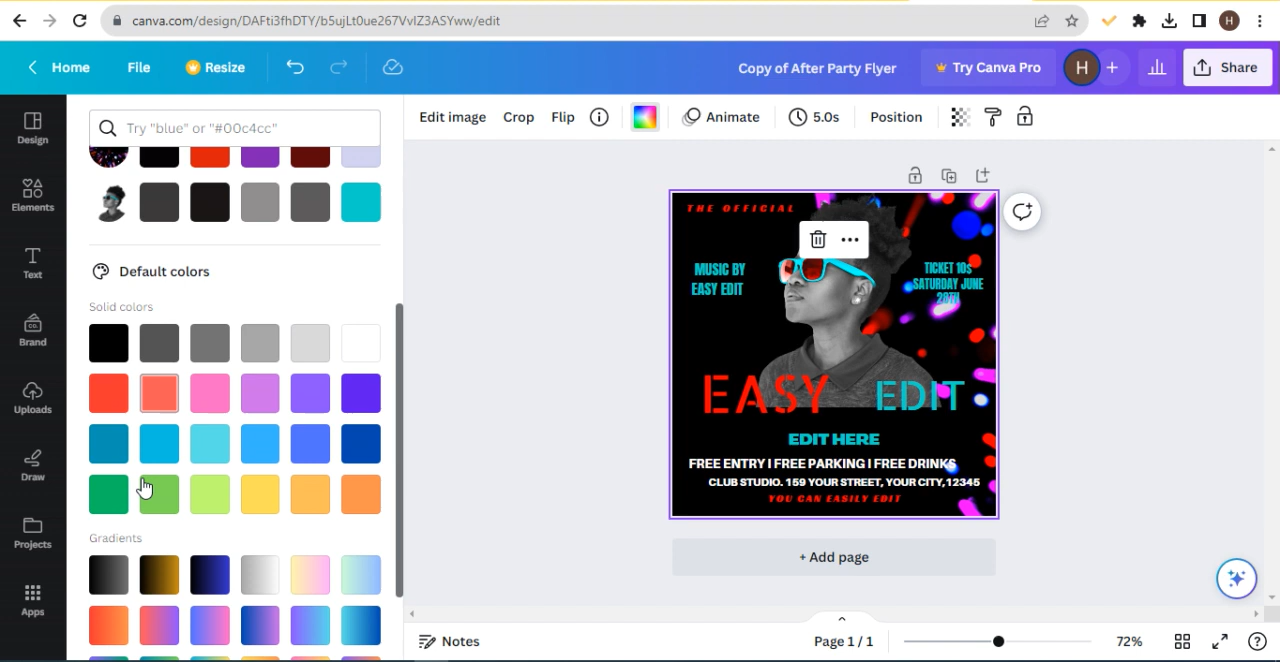 canva.com/design/DAFti3fhDTY/b5ujLt0ue267VvIZ3ASYww/edit
H
Home File Resize Copy of After Party Flyer Try Canva Pro H + Share
Design
Elements
Text
Brand
CO.
Uploads
Draw
Projects
Apps
Try "blue" or "#00c4cc"
Default colors
Solid colors
Gradients
Edit image Crop Flip Animate 5.0s Position
THE OFFICIAL
MUSIC BY
EASY EDIT
TICKET 10$
SATURDAY JUNE
28TH
EASY EDIT
EDIT HERE
FREE ENTRY I FREE PARKING I FREE DRINKS
CLUB STUDIO. 159 YOUR STREET, YOUR CITY,12345
YOU CAN EASILY EDIT
+ Add page
Notes Page 1 / 1 72%